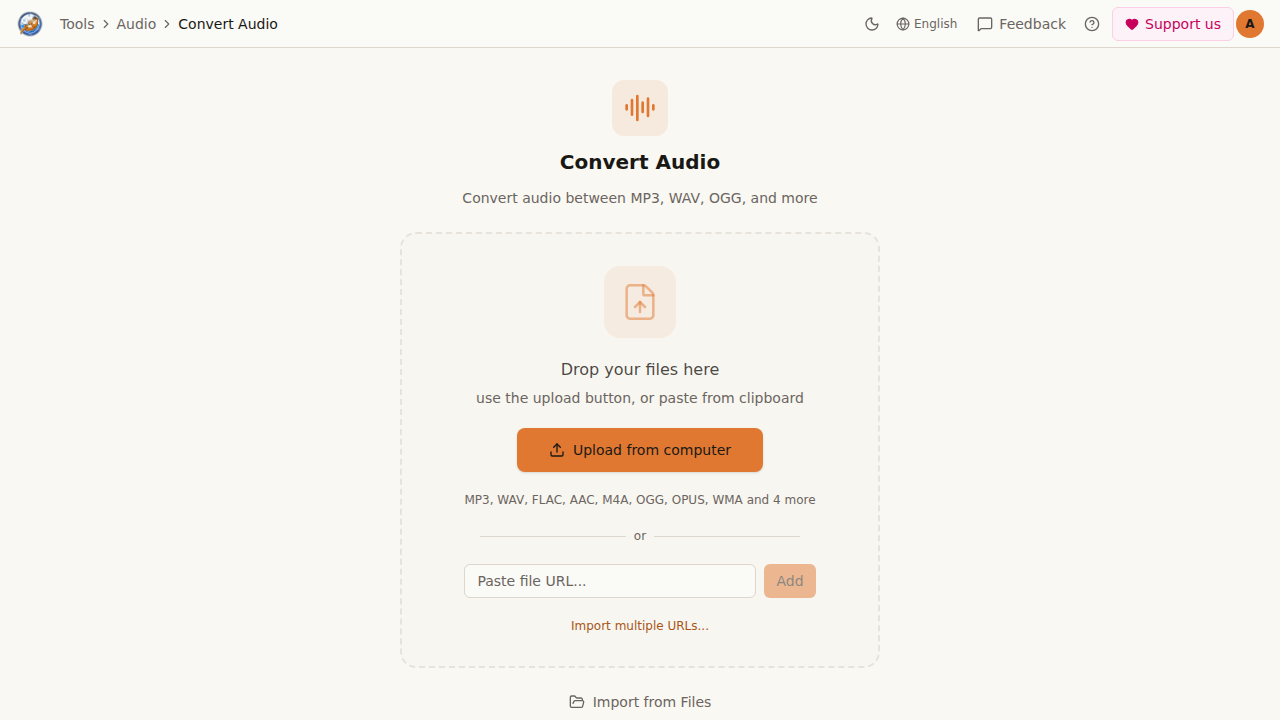 Tools > Audio > Convert Audio
English
Feedback
Support us
A
Convert Audio
Convert audio between MP3, WAV, OGG, and more
Drop your files here
use the upload button, or paste from clipboard
Upload from computer
MP3, WAV, FLAC, AAC, M4A, OGG, OPUS, WMA and 4 more
or
Paste file URL...
Add
Import multiple URLs...
Import from Files